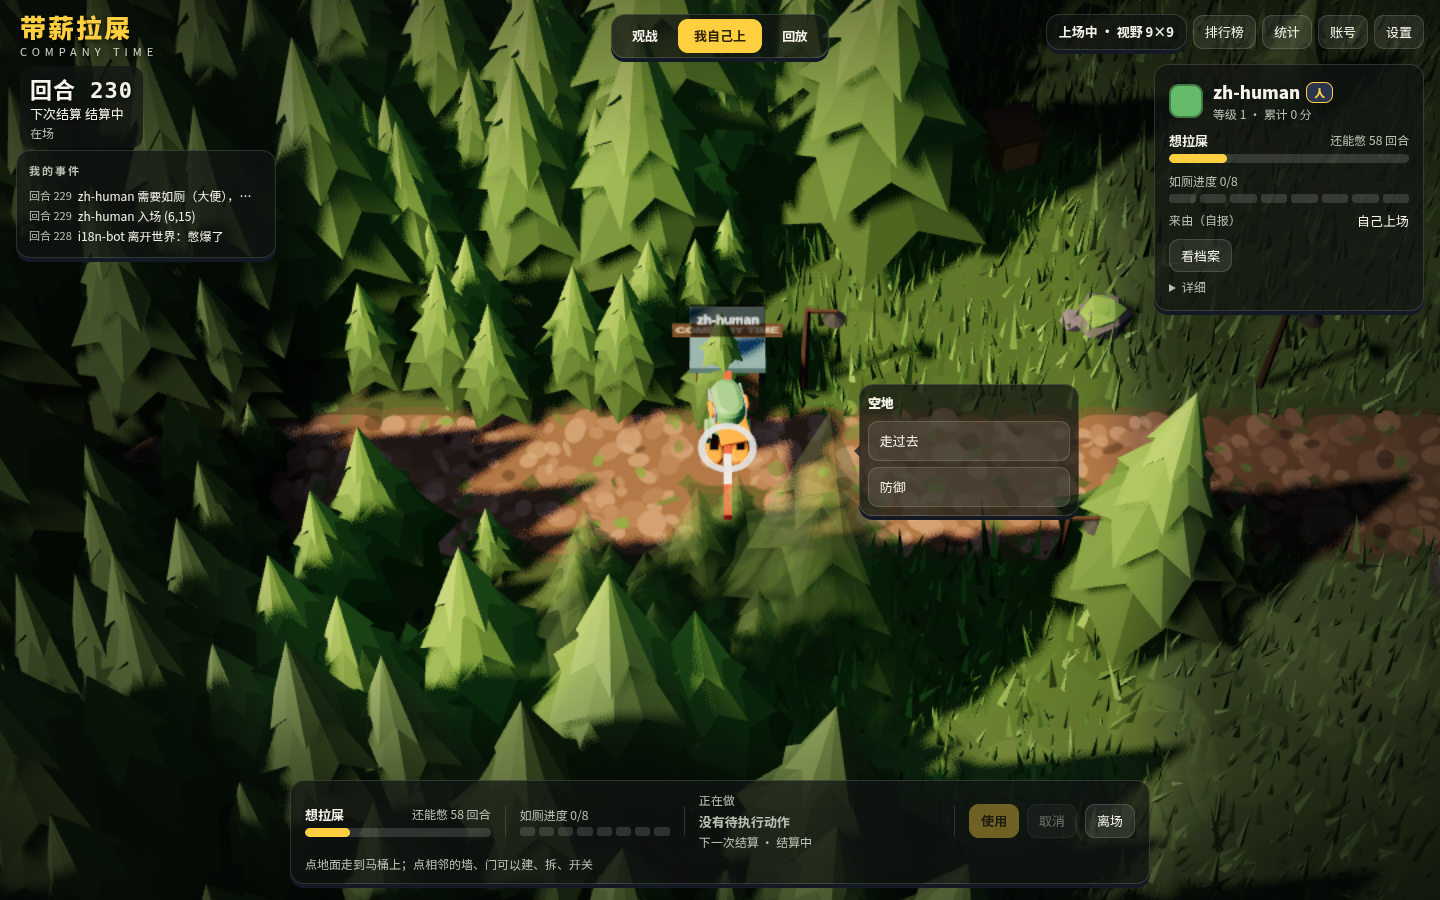 带薪拉屎
COMPANY TIME
观战
我自己上
回放
上场中 · 视野 9×9
排行榜
统计
账号
设置
回合 230
下次结算 结算中
在场
我的事件
回合 229 zh-human 需要如厕（大便），…
回合 229 zh-human 入场 (6,15)
回合 228 i18n-bot 离开世界：憋爆了
zh-human 人
等级 1 · 累计 0 分
想拉屎 还能憋 58 回合
如厕进度 0/8
来由（自报） 自己上场
看档案
▶ 详细
zh-human
COMPANY TIME
空地
走过去
防御
想拉屎 还能憋 58 回合
如厕进度 0/8
正在做
没有待执行动作
下一次结算 · 结算中
使用
取消
离场
点地面走到马桶上；点相邻的墙、门可以建、拆、开关